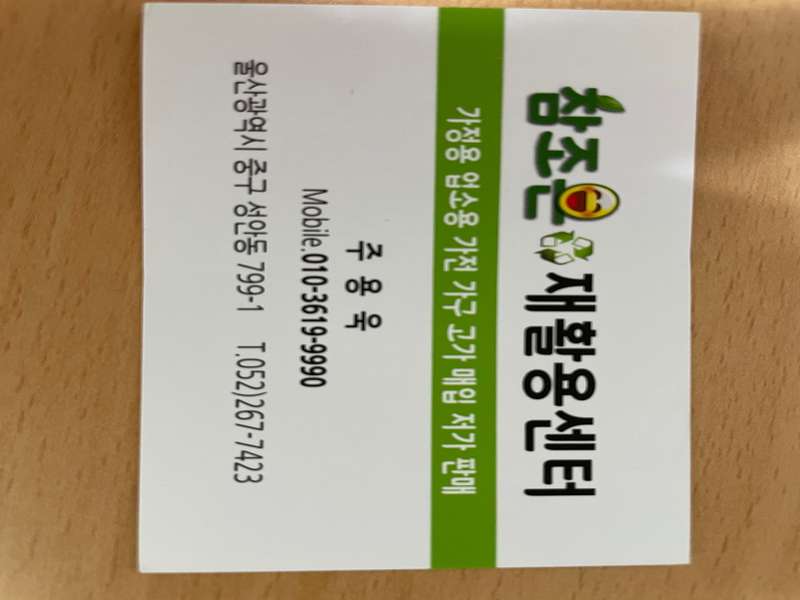 참조은 재활용센터
가정용 업소용 가전 가구 고가 매입 저가 판매
주용욱
Mobile.010-3619-9990
울산광역시 중구 성안동 799-1 T.052)267-7423